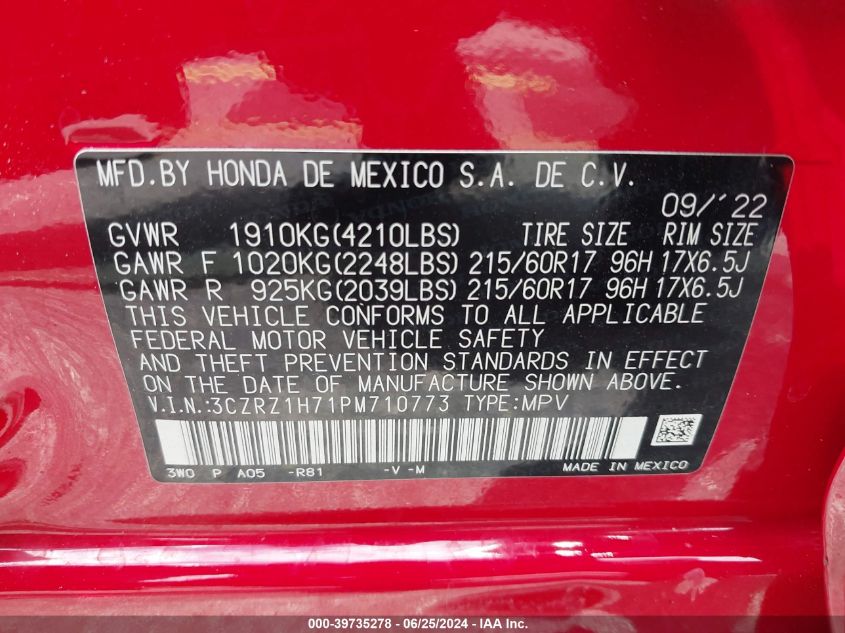 MFD.BY HONDA DE MEXICO S.A. DE C.V.
09/'22
GVWR 1910KG(4210LBS) TIRE SIZE RIM SIZE
GAWR F 1020KG(2248LBS) 215/60R17 96H 17X6.5J
GAWR R 925KG(2039LBS) 215/60R17 96H 17X6.5J
THIS VEHICLE CONFORMS TO ALL APPLICABLE
FEDERAL MOTOR VEHICLE SAFETY
AND THEFT PREVENTION STANDARDS IN EFFECT
ON THE DATE OF MANUFACTURE SHOWN ABOVE.
V.I.N.:3CZRZ1H71PM710773 TYPE:MPV
3W0 P A05 -R81 -V -M
MADE IN MEXICO
000-39735278 - 06/25/2024 - IAA Inc.